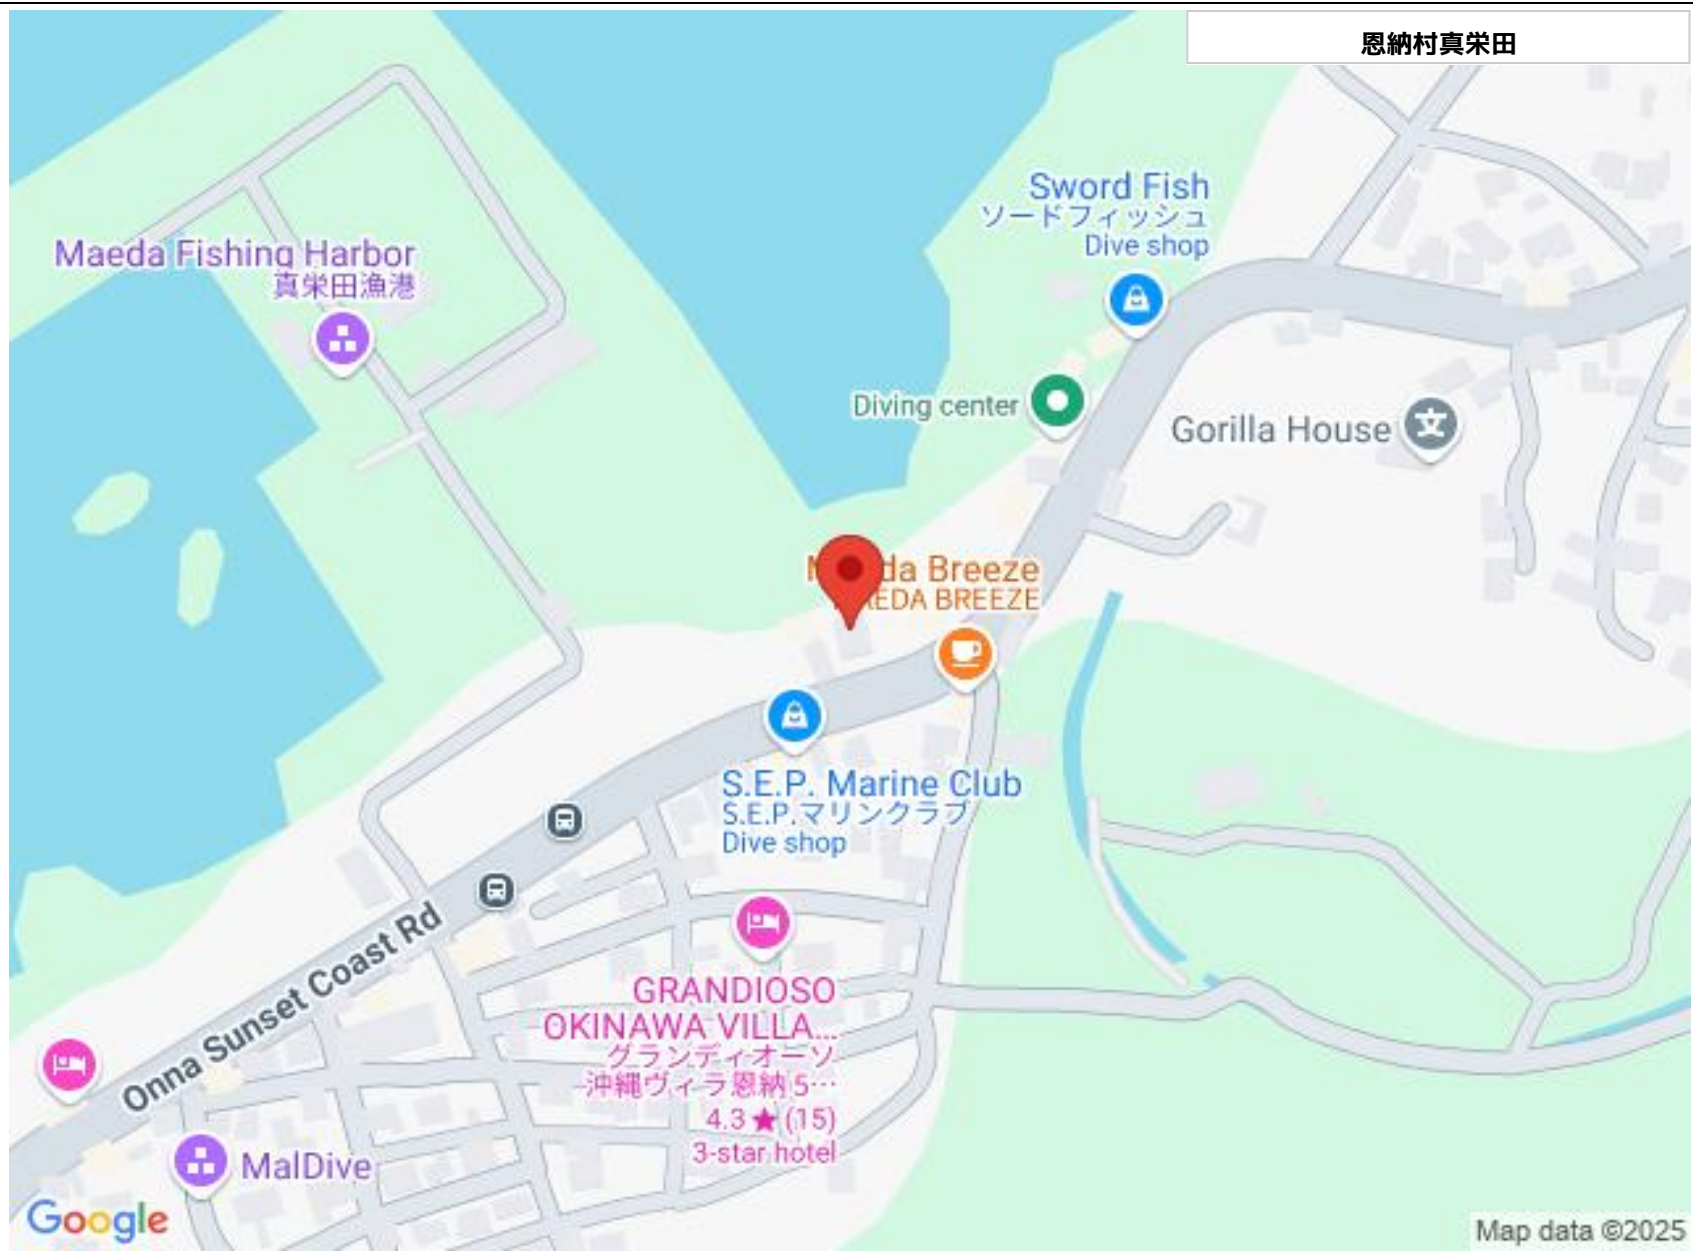 恩納村真栄田
Sword Fish
ソードフィッシュ
Dive shop
Maeda Fishing Harbor
真栄田漁港
Diving center
Gorilla House
da Breeze
EDA BREEZE
S.E.P. Marine Club
S.E.P.マリンクラブ
Dive shop
Onna Sunset Coast Rd
GRANDIOSO
OKINAWA VILLA...
グランディオーソ
沖縄ヴィラ恩納 5…
4.3 ★ (15)
3-star hotel
MalDive
Google
Map data ©2025